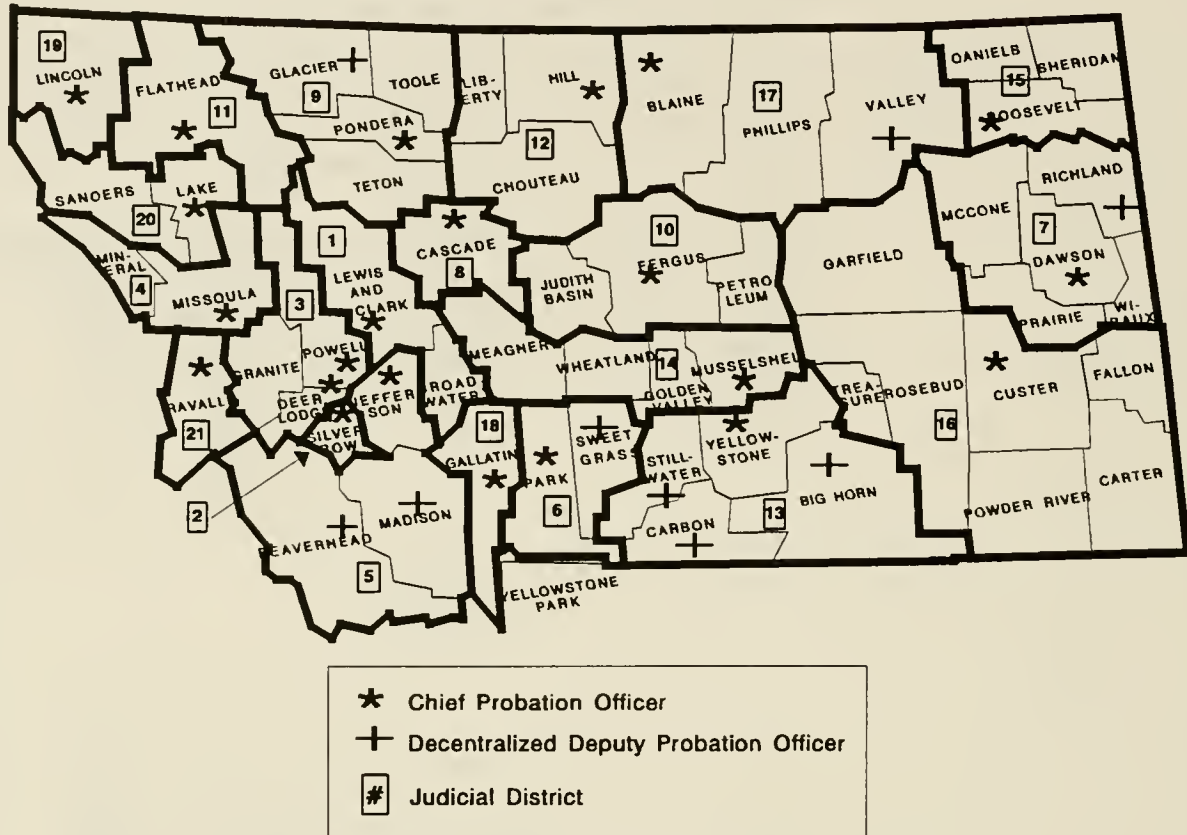 19
LINCOLN
FLATHEAD
11
GLACIER
9
TOOLE
PONDERA
TETON
LIB-
ERTY
HILL
12
CHOUTEAU
BLAINE
17
PHILLIPS
VALLEY
DANIELB
SHERIDAN
15
ROOSEVELT
SANDERS
LAKE
20
MIN-
ERAL
4
MISSOULA
3
1
LEWIS
AND
CLARK
CASCADE
8
JUDITH
BASIN
10
FERGUS
PETRO
LEUM
GARFIELD
MCCONE
RICHLAND
7
DAWSON
PRAIRIE
WI-
BAUX
GRANITE
POWELL
DEER
LODGE
RAVALLI
21
SILVER
BOW
JEFFER
SON
BROAD
WATER
MEAGHER
WHEATLAND
14
GOLDEN
VALLEY
MUSSELSHELL
TREA-
SURE
ROSEBUD
16
CUSTER
FALLON
18
GALLATIN
PARK
6
SWEET
GRAS
STILL-
WATER
YELLOW-
STONE
CARBON
13
BIG HORN
POWDER RIVER
CARTER
2
BEAVERHEAD
5
MADISON
YELLOWSTONE
PARK
Chief Probation Officer
Decentralized Deputy Probation Officer
# Judicial District